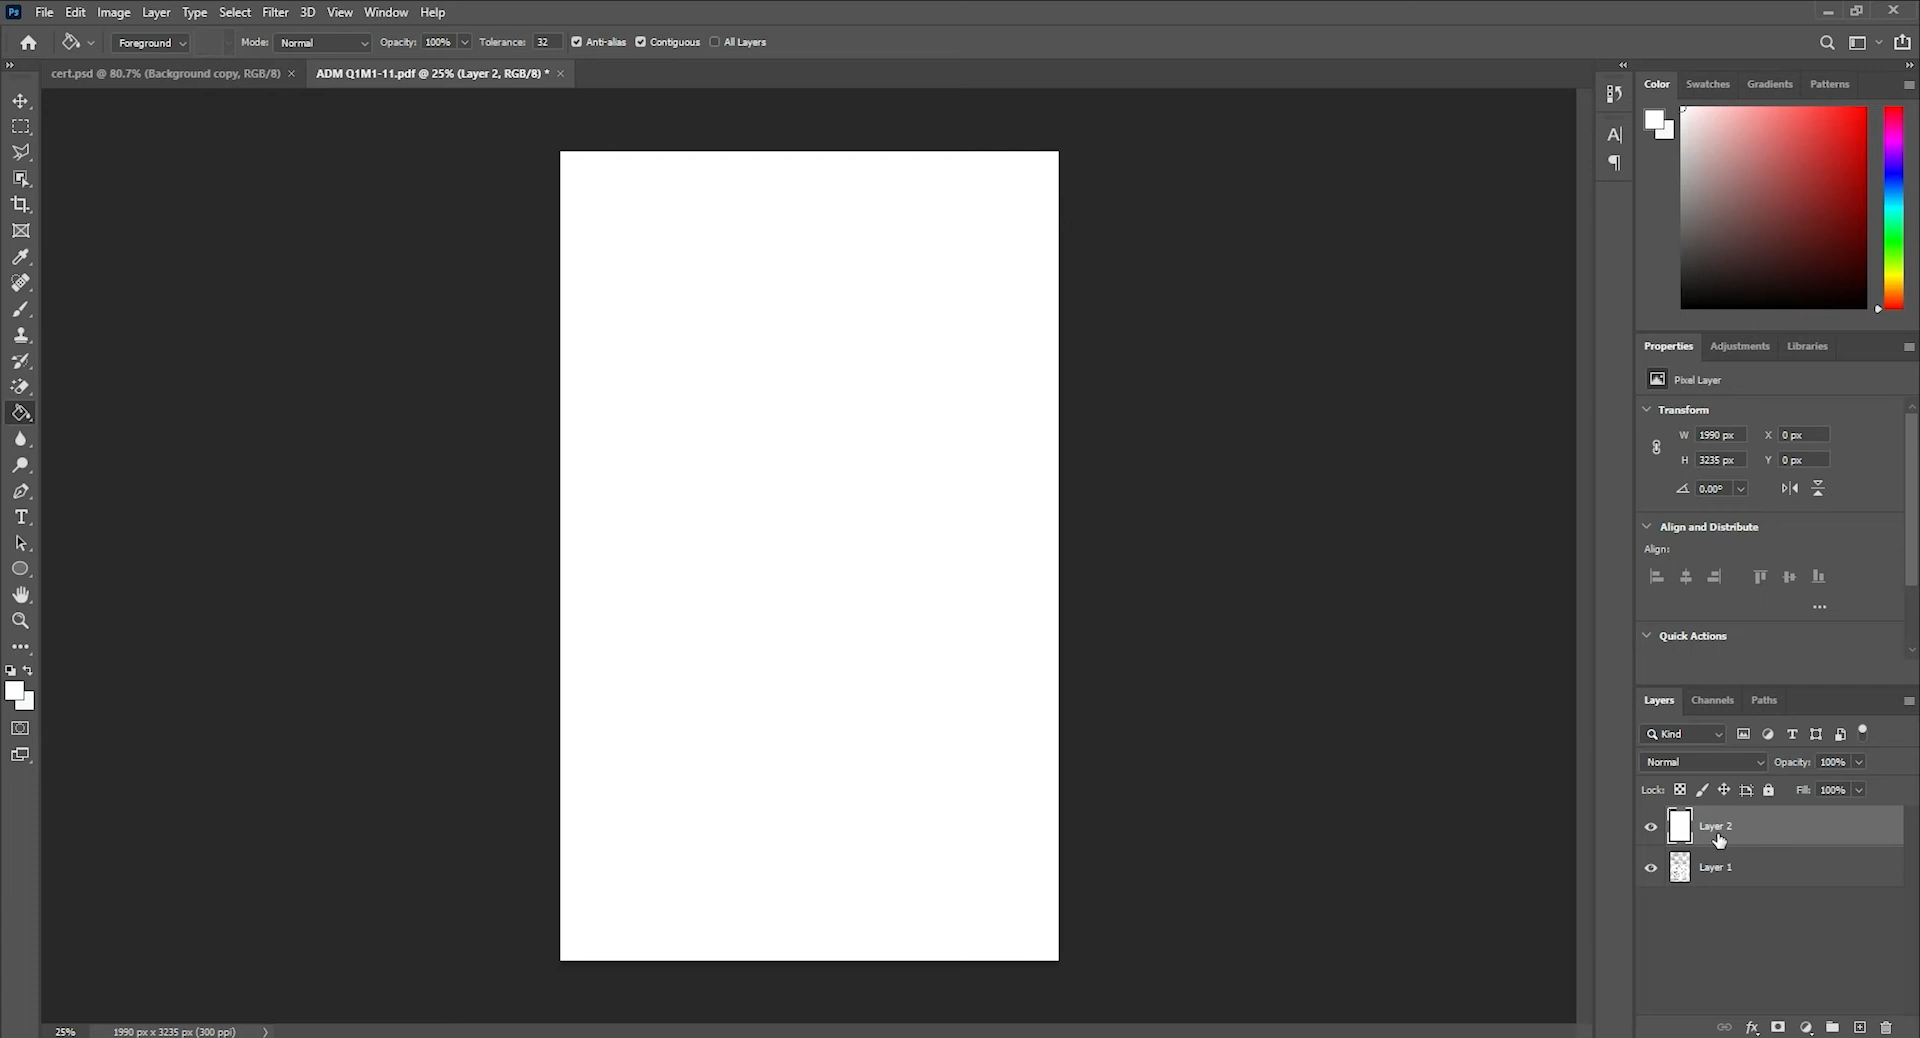 Ps File Edit Image Layer Type Select Filter 3D View Window Help
Foreground Mode: Normal Opacity: 100% Tolerance: 32 Anti-alias Contiguous All Layers
cert.psd @ 80.7% (Background copy, RGB/8) × ADM Q1M1-11.pdf @ 25% (Layer 2, RGB/8) * ×
Color Swatches Gradients Patterns
Properties Adjustments Libraries
Pixel Layer
Transform
W 1990 px X 0 px
H 3235 px Y 0 px
0.00°
Align and Distribute
Align:
Quick Actions
Layers Channels Paths
Kind
Normal Opacity: 100%
Lock: Fill: 100%
Layer 2
Layer 1
25% 1990 px x 3235 px (300 ppi)